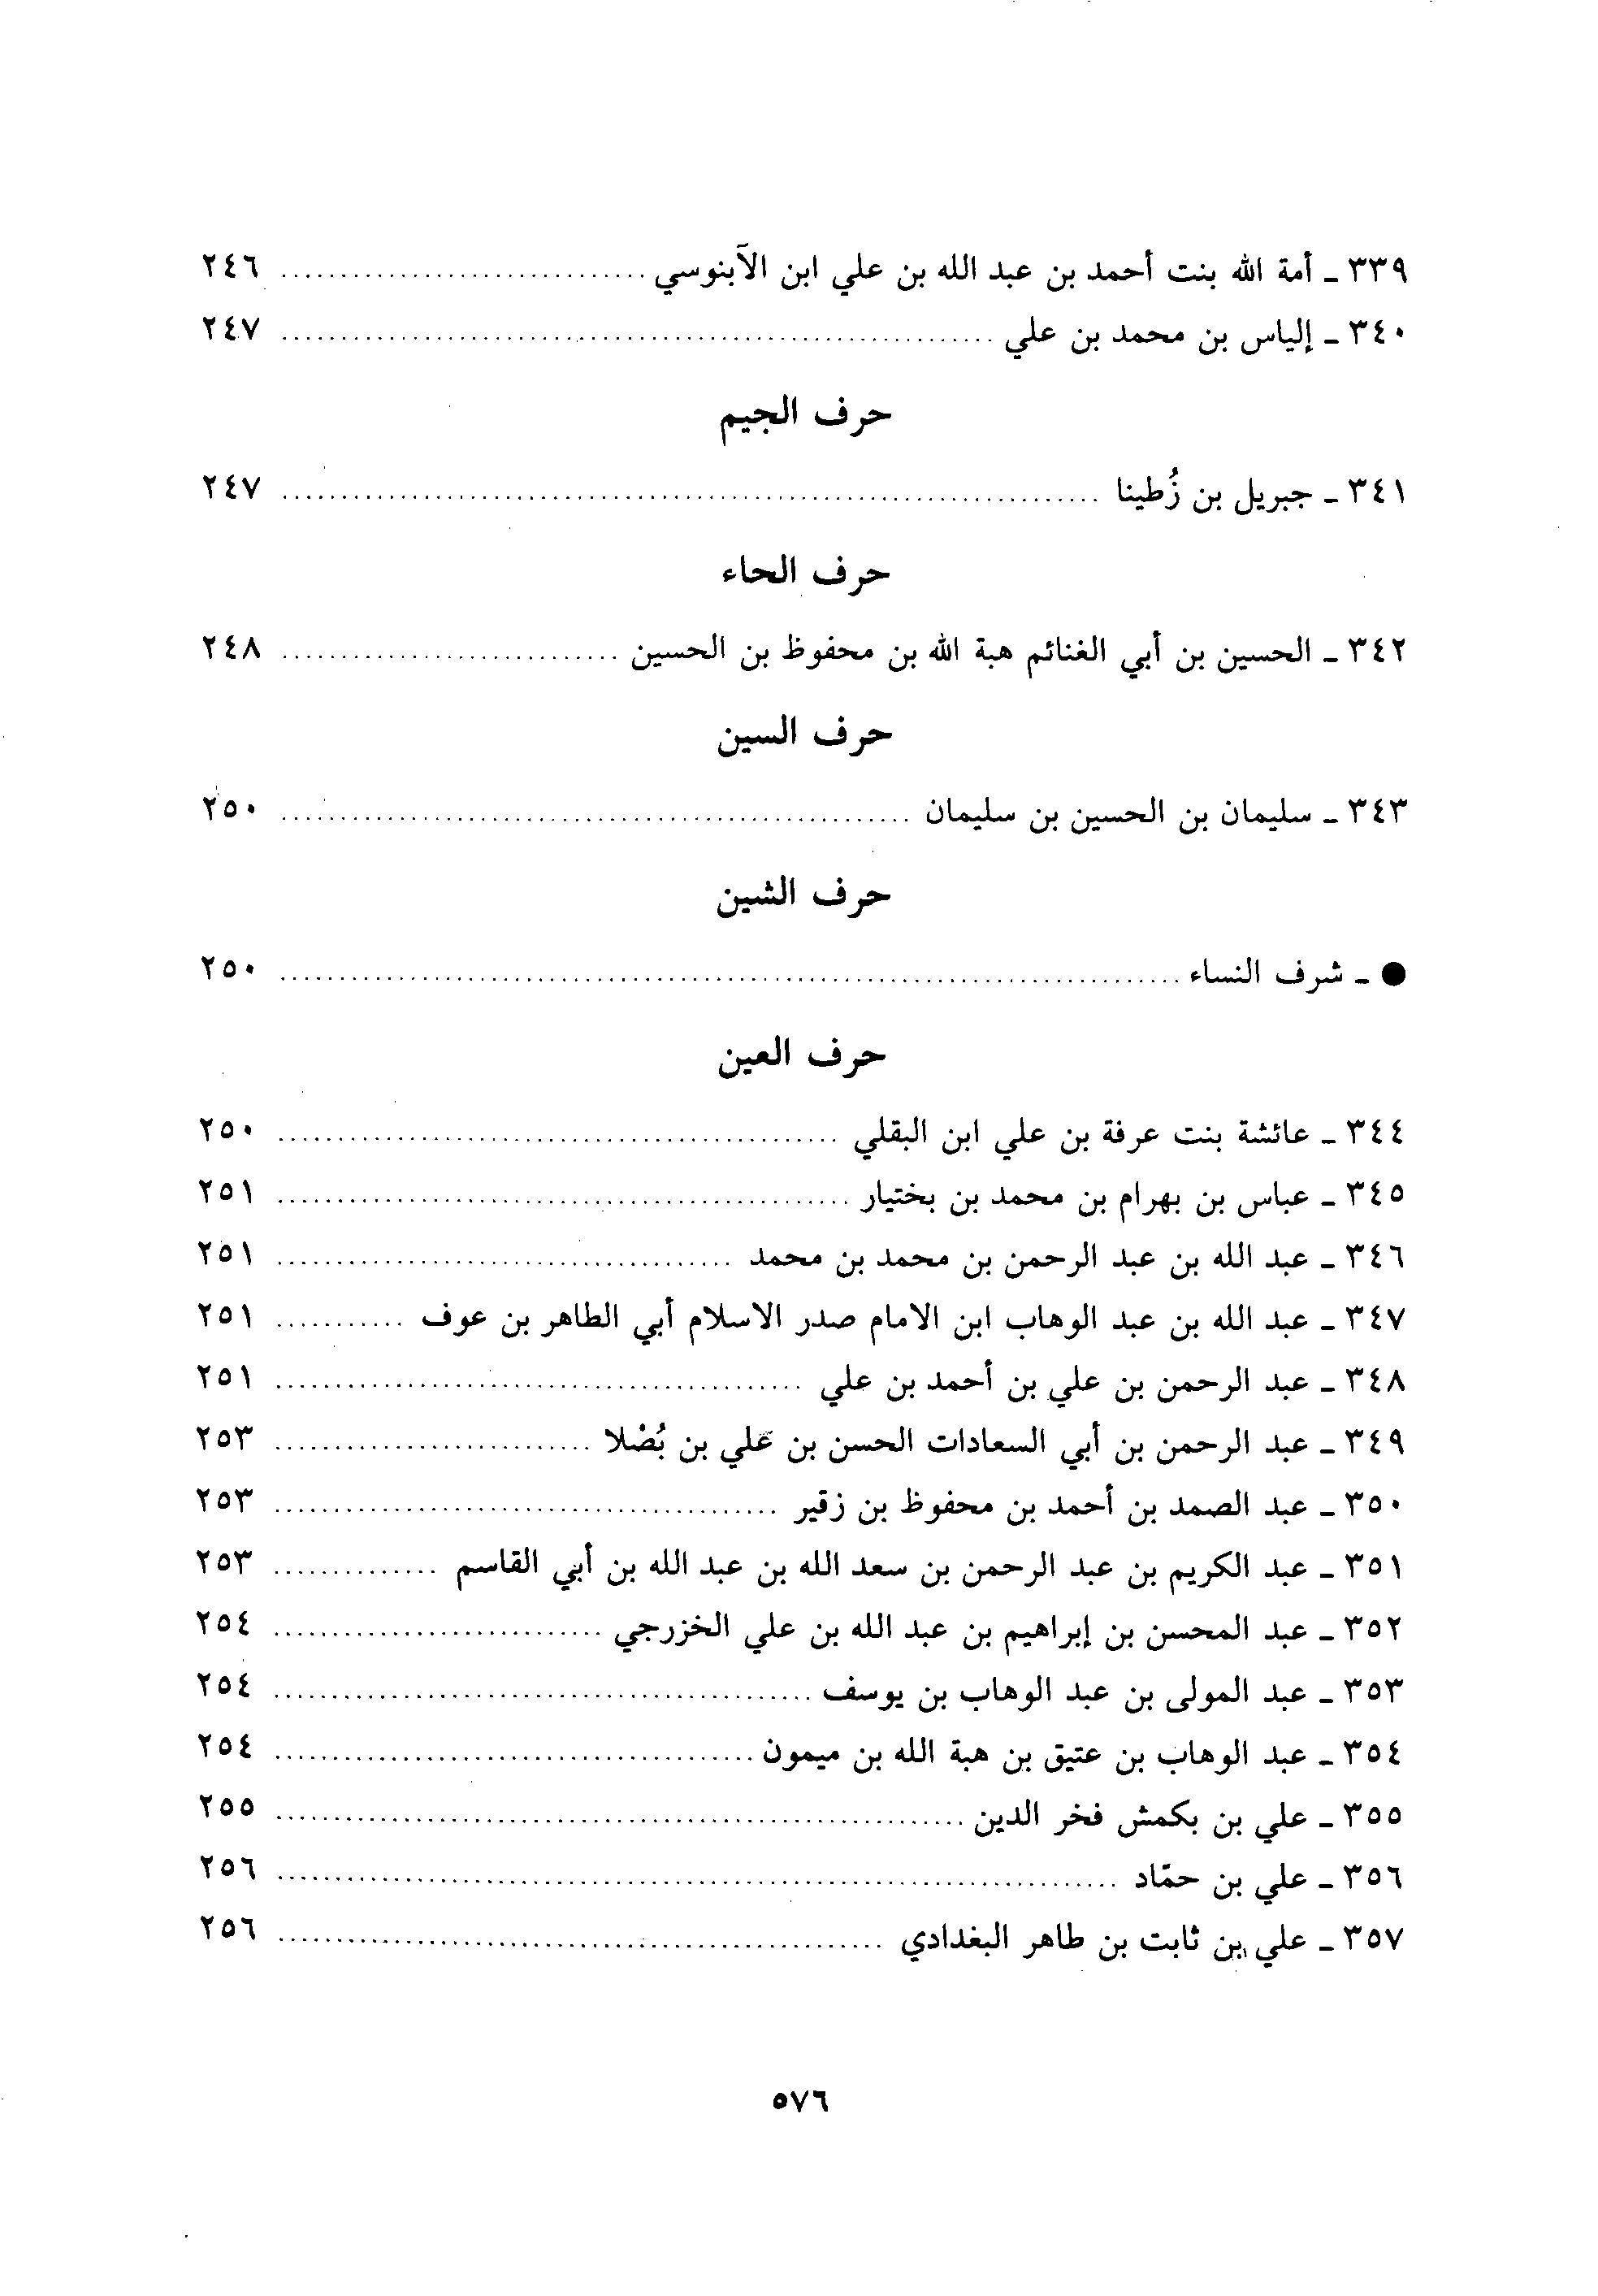 ٣٣٩ ـ أمة الله بنت أحمد بن عبد الله بن علي ابن الآبنوسي ........ ٢٤٦
٣٤٠ ـ إلياس بن محمد بن علي ........ ٢٤٧
حرف الجيم
٣٤١ ـ جبريل بن زُطينا ........ ٢٤٧
حرف الحاء
٣٤٢ ـ الحسين بن أبي الغنائم هبة الله بن محفوظ بن الحسين ........ ٢٤٨
حرف السين
٣٤٣ ـ سليمان بن الحسين بن سليمان ........ ٢٥٠
حرف الشين
● ـ شرف النساء ........ ٢٥٠
حرف العين
٣٤٤ ـ عائشة بنت عرفة بن علي ابن البقلي ........ ٢٥٠
٣٤٥ ـ عباس بن بهرام بن محمد بن بختيار ........ ٢٥١
٣٤٦ ـ عبد الله بن عبد الرحمن بن محمد بن محمد ........ ٢٥١
٣٤٧ ـ عبد الله بن عبد الوهاب ابن الامام صدر الاسلام أبي الطاهر بن عوف ........ ٢٥١
٣٤٨ ـ عبد الرحمن بن علي بن أحمد بن علي ........ ٢٥١
٣٤٩ ـ عبد الرحمن بن أبي السعادات الحسن بن علي بن بُصْلا ........ ٢٥٣
٣٥٠ ـ عبد الصمد بن أحمد بن محفوظ بن زقير ........ ٢٥٣
٣٥١ ـ عبد الكريم بن عبد الرحمن بن سعد الله بن عبد الله بن أبي القاسم ........ ٢٥٣
٣٥٢ ـ عبد المحسن بن إبراهيم بن عبد الله بن علي الخزرجي ........ ٢٥٤
٣٥٣ ـ عبد المولى بن عبد الوهاب بن يوسف ........ ٢٥٤
٣٥٤ ـ عبد الوهاب بن عتيق بن هبة الله بن ميمون ........ ٢٥٤
٣٥٥ ـ علي بن بكمش فخر الدين ........ ٢٥٥
٣٥٦ ـ علي بن حمّاد ........ ٢٥٦
٣٥٧ ـ علي بن ثابت بن طاهر البغدادي ........ ٢٥٦
٥٧٦